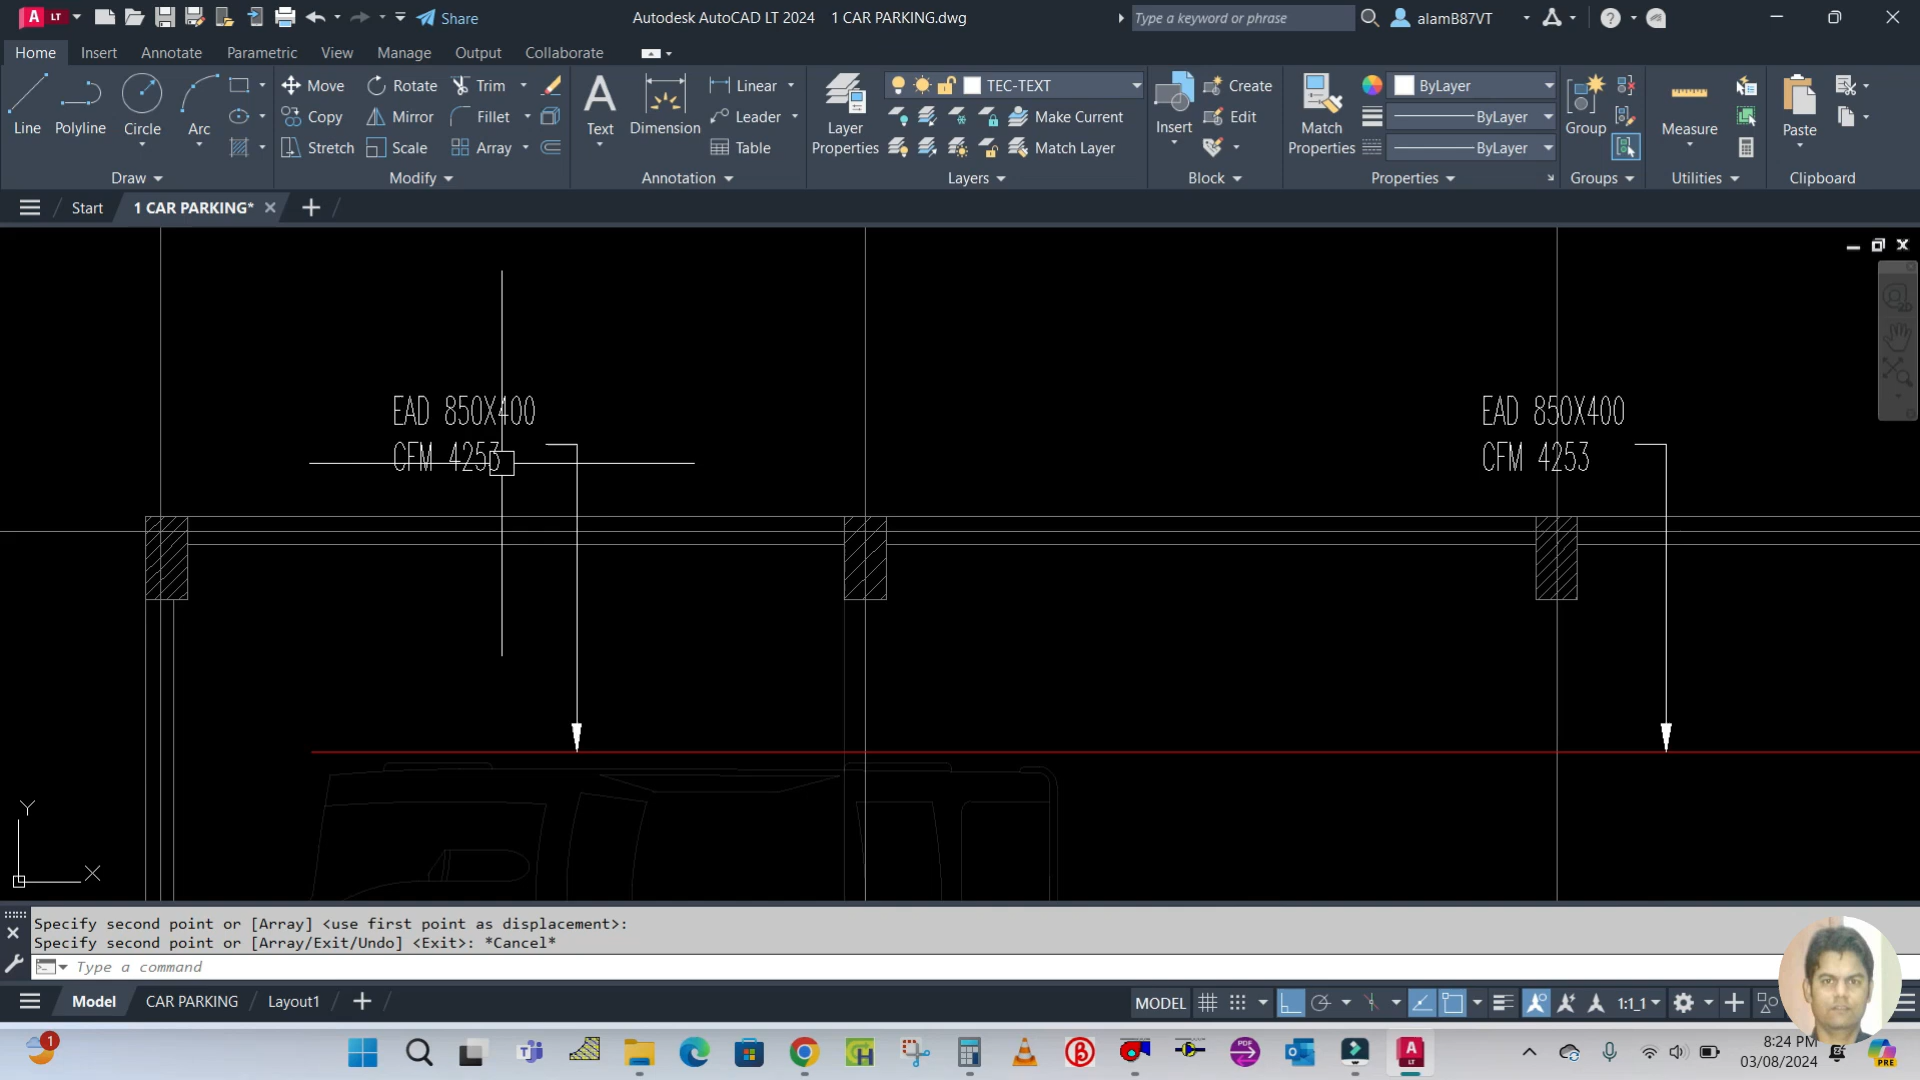 A LT Share Autodesk AutoCAD LT 2024 1 CAR PARKING.dwg Type a keyword or phrase alamB87VT
Home Insert Annotate Parametric View Manage Output Collaborate
Line Polyline Circle Arc
Move Rotate Trim
Copy Mirror Fillet
Stretch Scale Array
Text Dimension
Linear
Leader
Table
Layer Properties
TEC-TEXT
Make Current
Match Layer
Insert
Create
Edit
Match Properties
ByLayer
ByLayer
ByLayer
Group
Measure
Paste
Draw Modify Annotation Layers Block Properties Groups Utilities Clipboard
Start 1 CAR PARKING*
EAD 850X400
CFM 4253
EAD 850X400
CFM 4253
Y
X
Specify second point or [Array] <use first point as displacement>:
Specify second point or [Array/Exit/Undo] <Exit>: *Cancel*
Type a command
Model CAR PARKING Layout1
MODEL 1:1_1
1
8:24 PM
03/08/2024
PDF
PRE
A LT